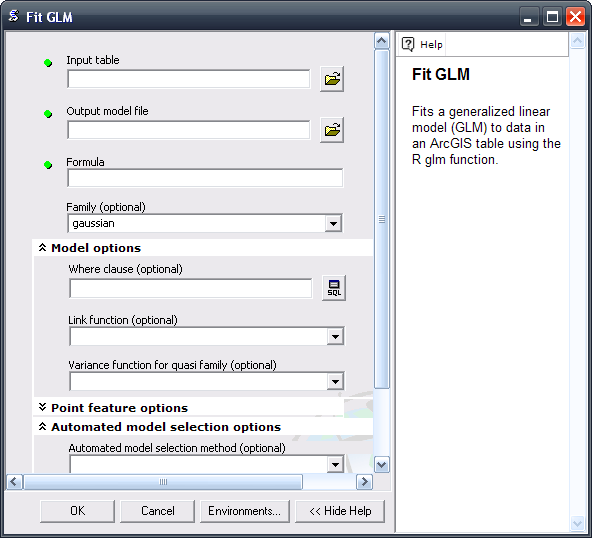 Fit GLM
Input table
Output model file
Formula
Family (optional)
gaussian
Model options
Where clause (optional)
SQL
Link function (optional)
Variance function for quasi family (optional)
Point feature options
Automated model selection options
Automated model selection method (optional)
OK
Cancel
Environments...
<< Hide Help
Help
Fit GLM
Fits a generalized linear
model (GLM) to data in
an ArcGIS table using the
R glm function.